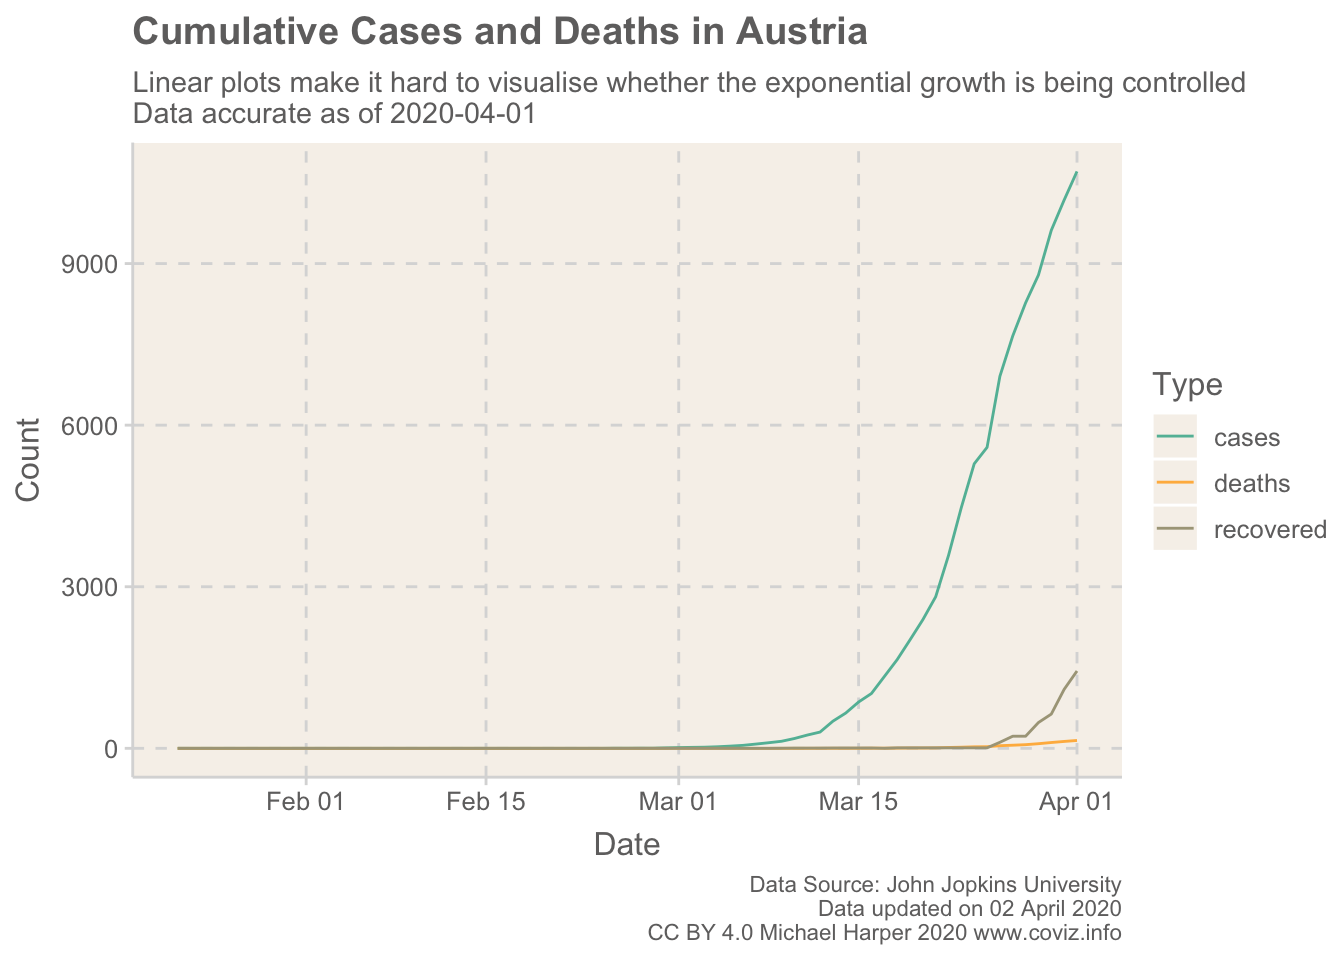 Cumulative Cases and Deaths in Austria
Linear plots make it hard to visualise whether the exponential growth is being controlled
Data accurate as of 2020-04-01
9000
6000
3000
0
Count
Feb 01
Feb 15
Mar 01
Mar 15
Apr 01
Date
Type
cases
deaths
recovered
Data Source: John Jopkins University
Data updated on 02 April 2020
CC BY 4.0 Michael Harper 2020 www.coviz.info